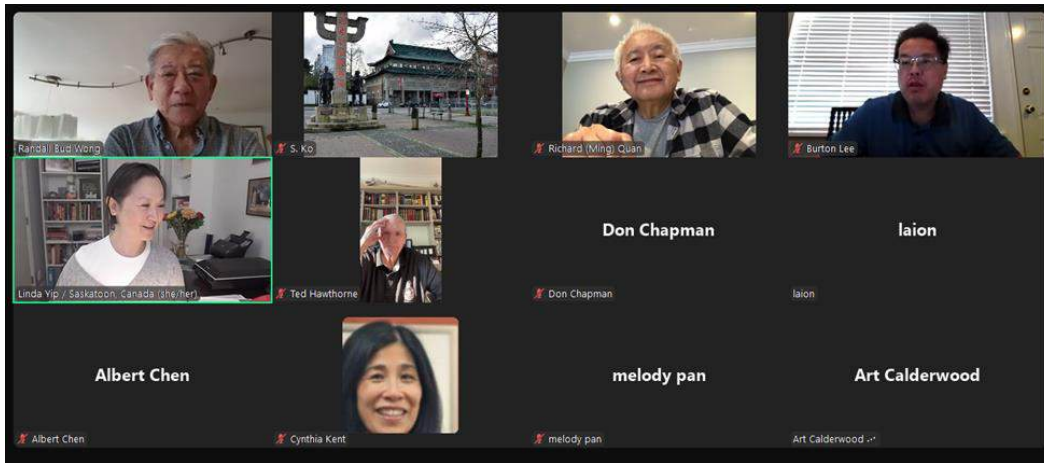 Randall Bud Wong
S. Ko
Richard (Ming) Quan
Burton Lee
Linda Yip / Saskatoon, Canada (she/her)
Ted Hawthorne
Don Chapman
Don Chapman
laion
laion
Albert Chen
Albert Chen
Cynthia Kent
melody pan
melody pan
Art Calderwood
Art Calderwood